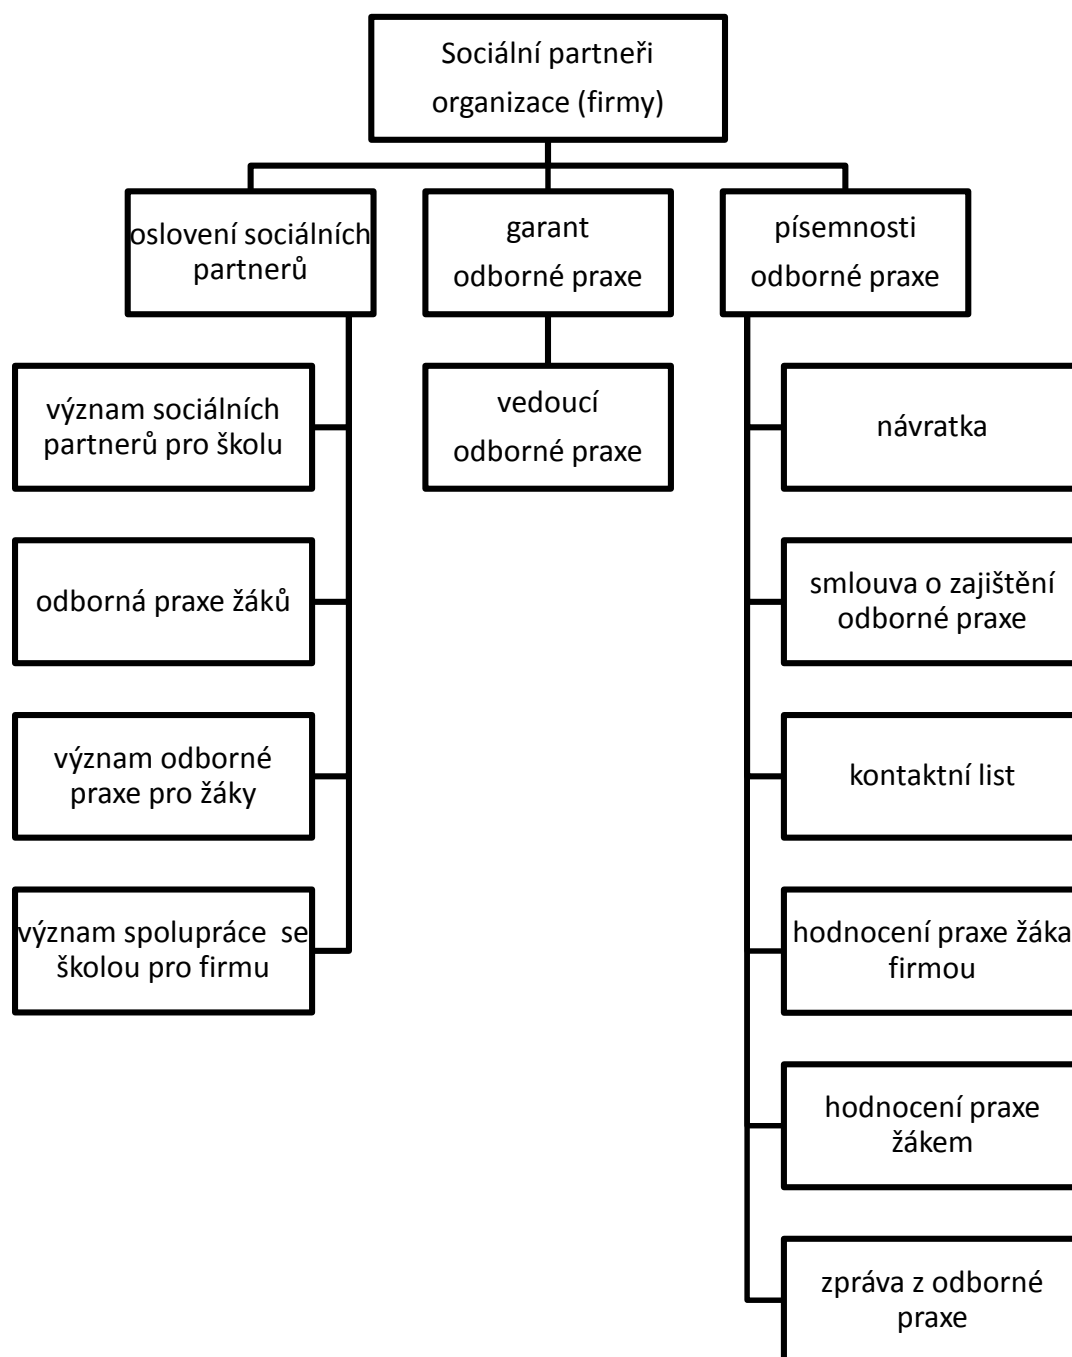 Sociální partneři
organizace (firmy)
oslovení sociálních
partnerů
garant
odborné praxe
písemnosti
odborné praxe
význam sociálních
partnerů pro školu
odborná praxe žáků
význam odborné
praxe pro žáky
význam spolupráce  se
školou pro firmu
vedoucí
odborné praxe
návratka
smlouva o zajištění
odborné praxe
kontaktní list
hodnocení praxe žáka
firmou
hodnocení praxe
žákem
zpráva z odborné
praxe